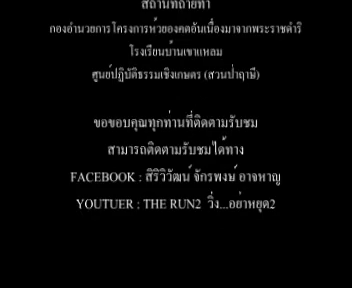 สถานที่ถ่ายทำ
กองอำนวยการโครงการห้วยองคตอันเนื่องมาจากพระราชดำริ
โรงเรียนบ้านเขาแหลม
ศูนย์ปฏิบัติธรรมเชิงเกษตร (สวนป่าฤาษี)
ขอขอบคุณทุกท่านที่ติดตามรับชม
สามารถติดตามรับชมได้ทาง
FACEBOOK : สิริวิวัฒน์ จักรพงษ์ อาจหาญ
YOUTUER : THE RUN2 วิ่ง...อย่าหยุด2